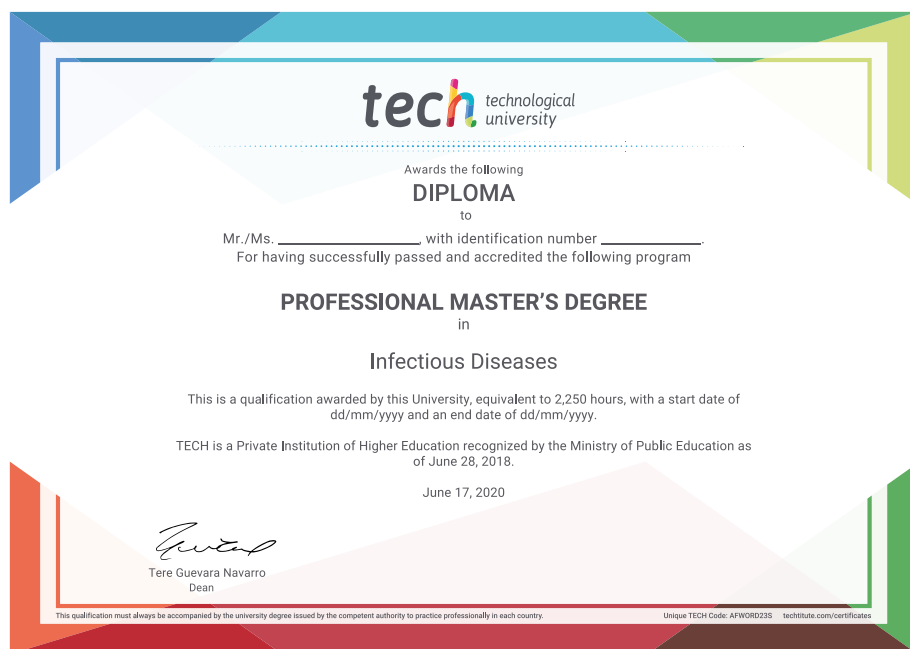 tech technological
university
Awards the following
DIPLOMA
to
Mr./Ms. ____________________, with identification number ______________.
For having successfully passed and accredited the following program
PROFESSIONAL MASTER'S DEGREE
in
Infectious Diseases
This is a qualification awarded by this University, equivalent to 2,250 hours, with a start date of
dd/mm/yyyy and an end date of dd/mm/yyyy.
TECH is a Private Institution of Higher Education recognized by the Ministry of Public Education as
of June 28, 2018.
June 17, 2020
Tere Guevara Navarro
Dean
This qualification must always be accompanied by the university degree issued by the competent authority to practice professionally in each country.
Unique TECH Code: AFWORD23S techtitute.com/certificates